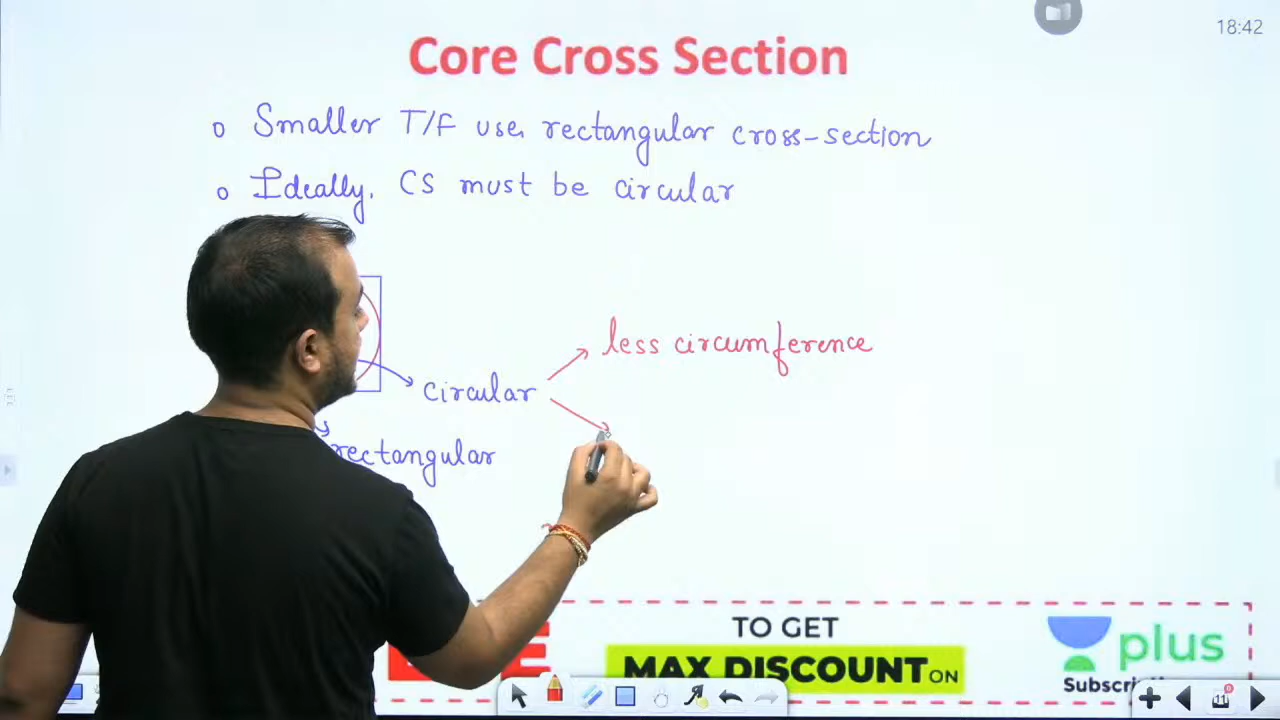 18:42
Core Cross Section
o Smaller T/F use rectangular cross-section
o Ideally, CS must be circular
less circumference
circular
rectangular
TO GET
MAX DISCOUNT ON
plus
11